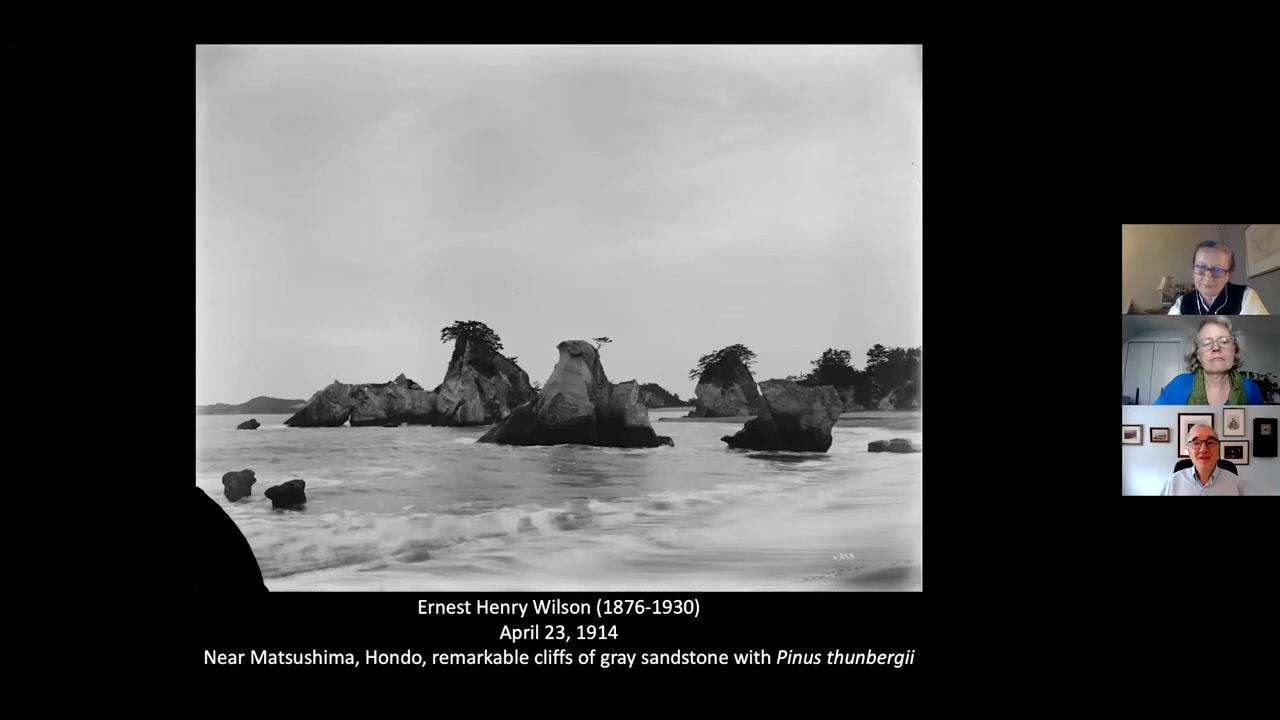 Ernest Henry Wilson (1876-1930)
April 23, 1914
Near Matsushima, Hondo, remarkable cliffs of gray sandstone with Pinus thunbergii